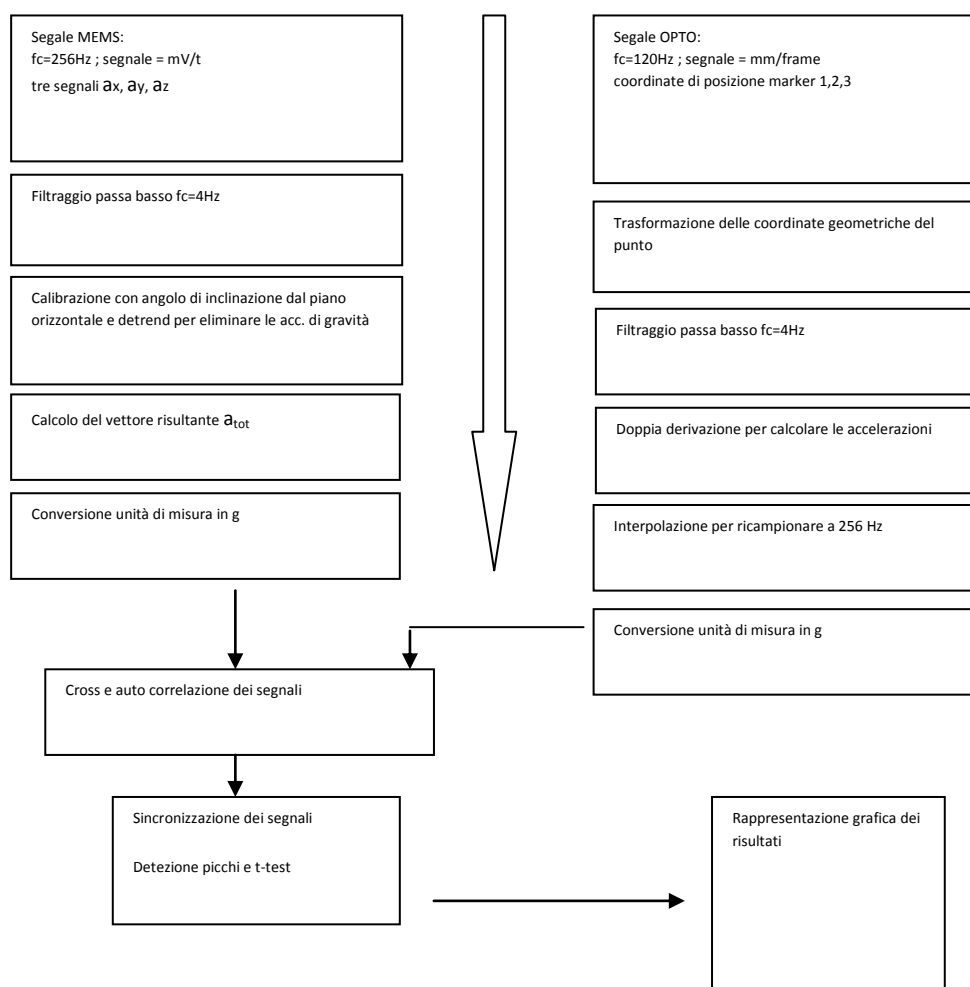 Segale MEMS:
fc=256Hz ; segnale = mV/t
tre segnali ax, ay, az
Filtraggio passa basso fc=4Hz
Calibrazione con angolo di inclinazione dal piano
orizzontale e detrend per eliminare le acc. di gravità
Calcolo del vettore risultante atot
Conversione unità di misura in g
Segale OPTO:
fc=120Hz ; segnale = mm/frame
coordinate di posizione marker 1,2,3
Trasformazione delle coordinate geometriche del
punto
Filtraggio passa basso fc=4Hz
Doppia derivazione per calcolare le accelerazioni
Interpolazione per ricampionare a 256 Hz
Conversione unità di misura in g
Cross e auto correlazione dei segnali
Sincronizzazione dei segnali
Detezione picchi e t-test
Rappresentazione grafica dei
risultati